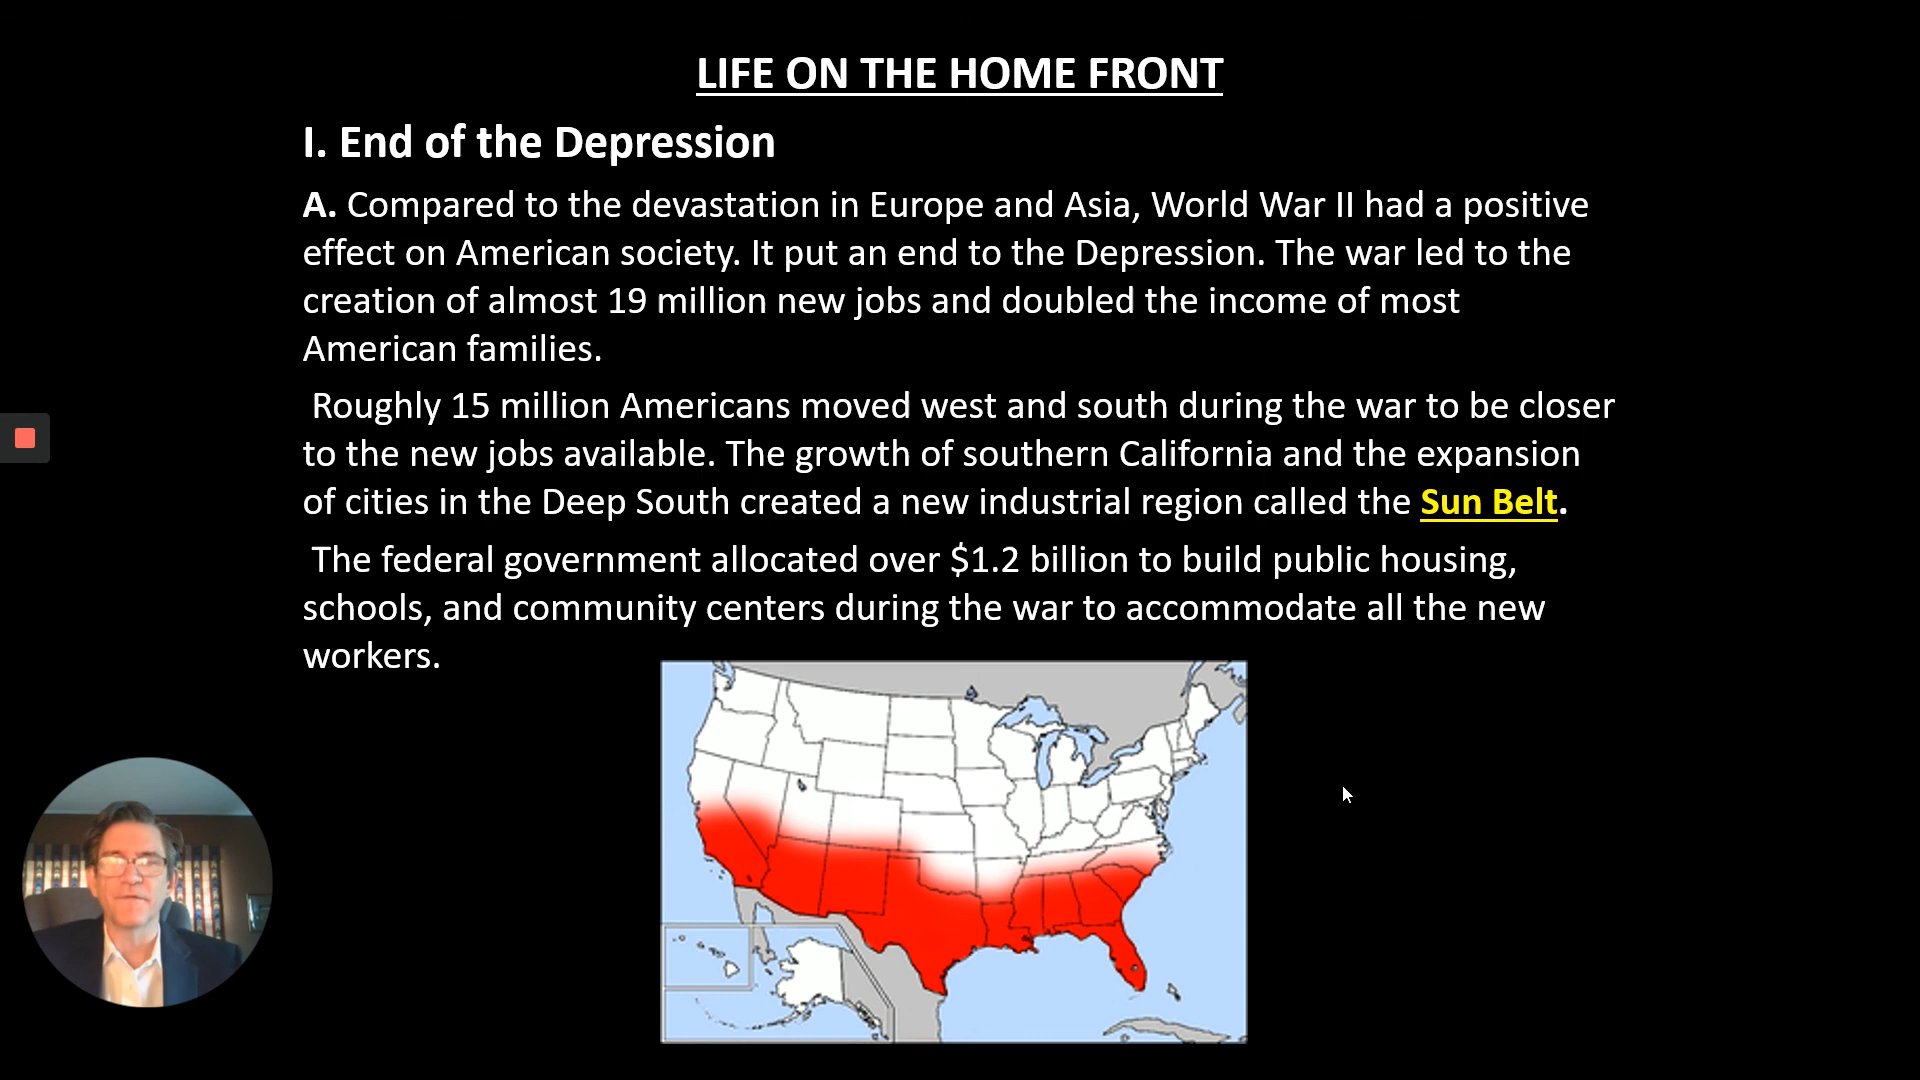 LIFE ON THE HOME FRONT
I. End of the Depression
A. Compared to the devastation in Europe and Asia, World War II had a positive
effect on American society. It put an end to the Depression. The war led to the
creation of almost 19 million new jobs and doubled the income of most
American families.
Roughly 15 million Americans moved west and south during the war to be closer
to the new jobs available. The growth of southern California and the expansion
of cities in the Deep South created a new industrial region called the Sun Belt.
The federal government allocated over $1.2 billion to build public housing,
schools, and community centers during the war to accommodate all the new
workers.